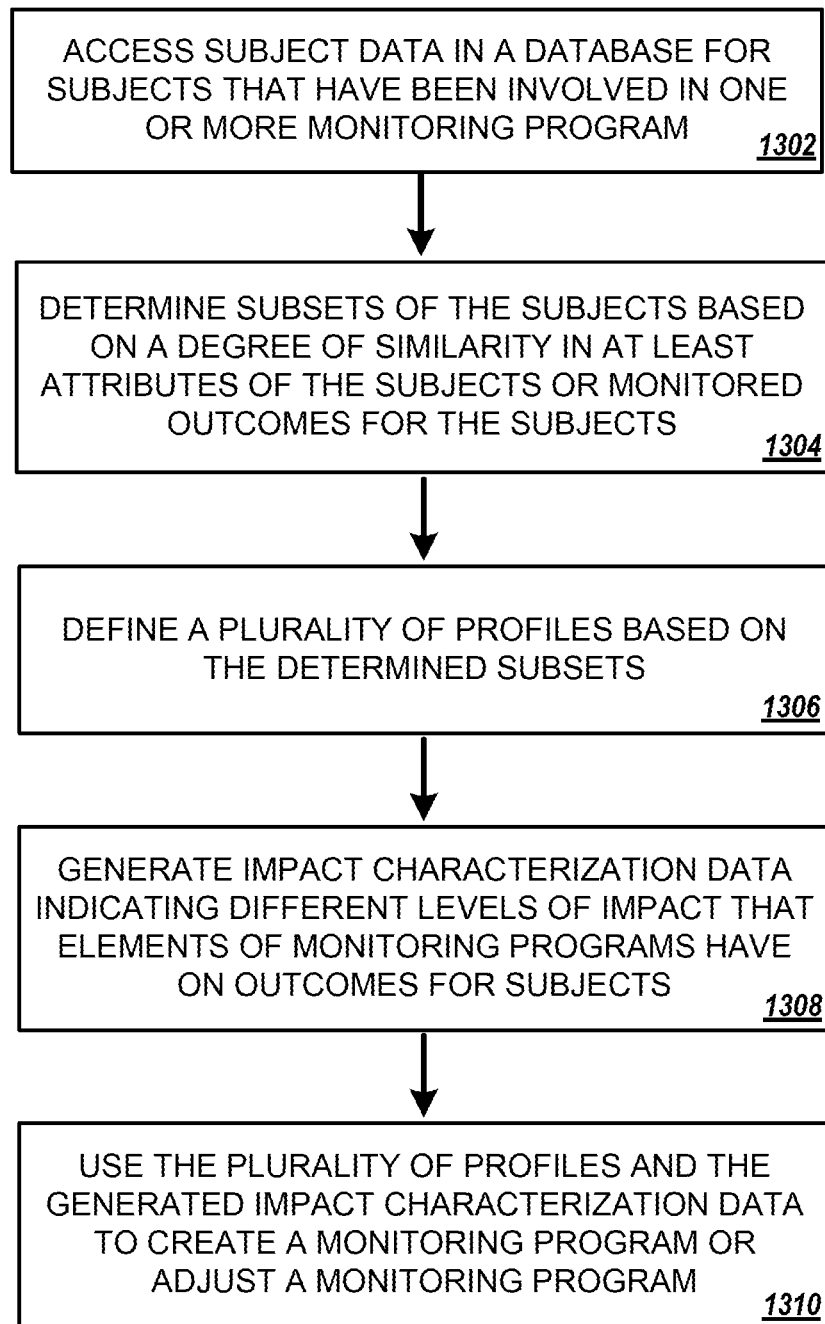 ACCESS SUBJECT DATA IN A DATABASE FOR
SUBJECTS THAT HAVE BEEN INVOLVED IN ONE
OR MORE MONITORING PROGRAM
1302
DETERMINE SUBSETS OF THE SUBJECTS BASED
ON A DEGREE OF SIMILARITY IN AT LEAST
ATTRIBUTES OF THE SUBJECTS OR MONITORED
OUTCOMES FOR THE SUBJECTS
1304
DEFINE A PLURALITY OF PROFILES BASED ON
THE DETERMINED SUBSETS
1306
GENERATE IMPACT CHARACTERIZATION DATA
INDICATING DIFFERENT LEVELS OF IMPACT THAT
ELEMENTS OF MONITORING PROGRAMS HAVE
ON OUTCOMES FOR SUBJECTS
1308
USE THE PLURALITY OF PROFILES AND THE
GENERATED IMPACT CHARACTERIZATION DATA
TO CREATE A MONITORING PROGRAM OR
ADJUST A MONITORING PROGRAM
1310